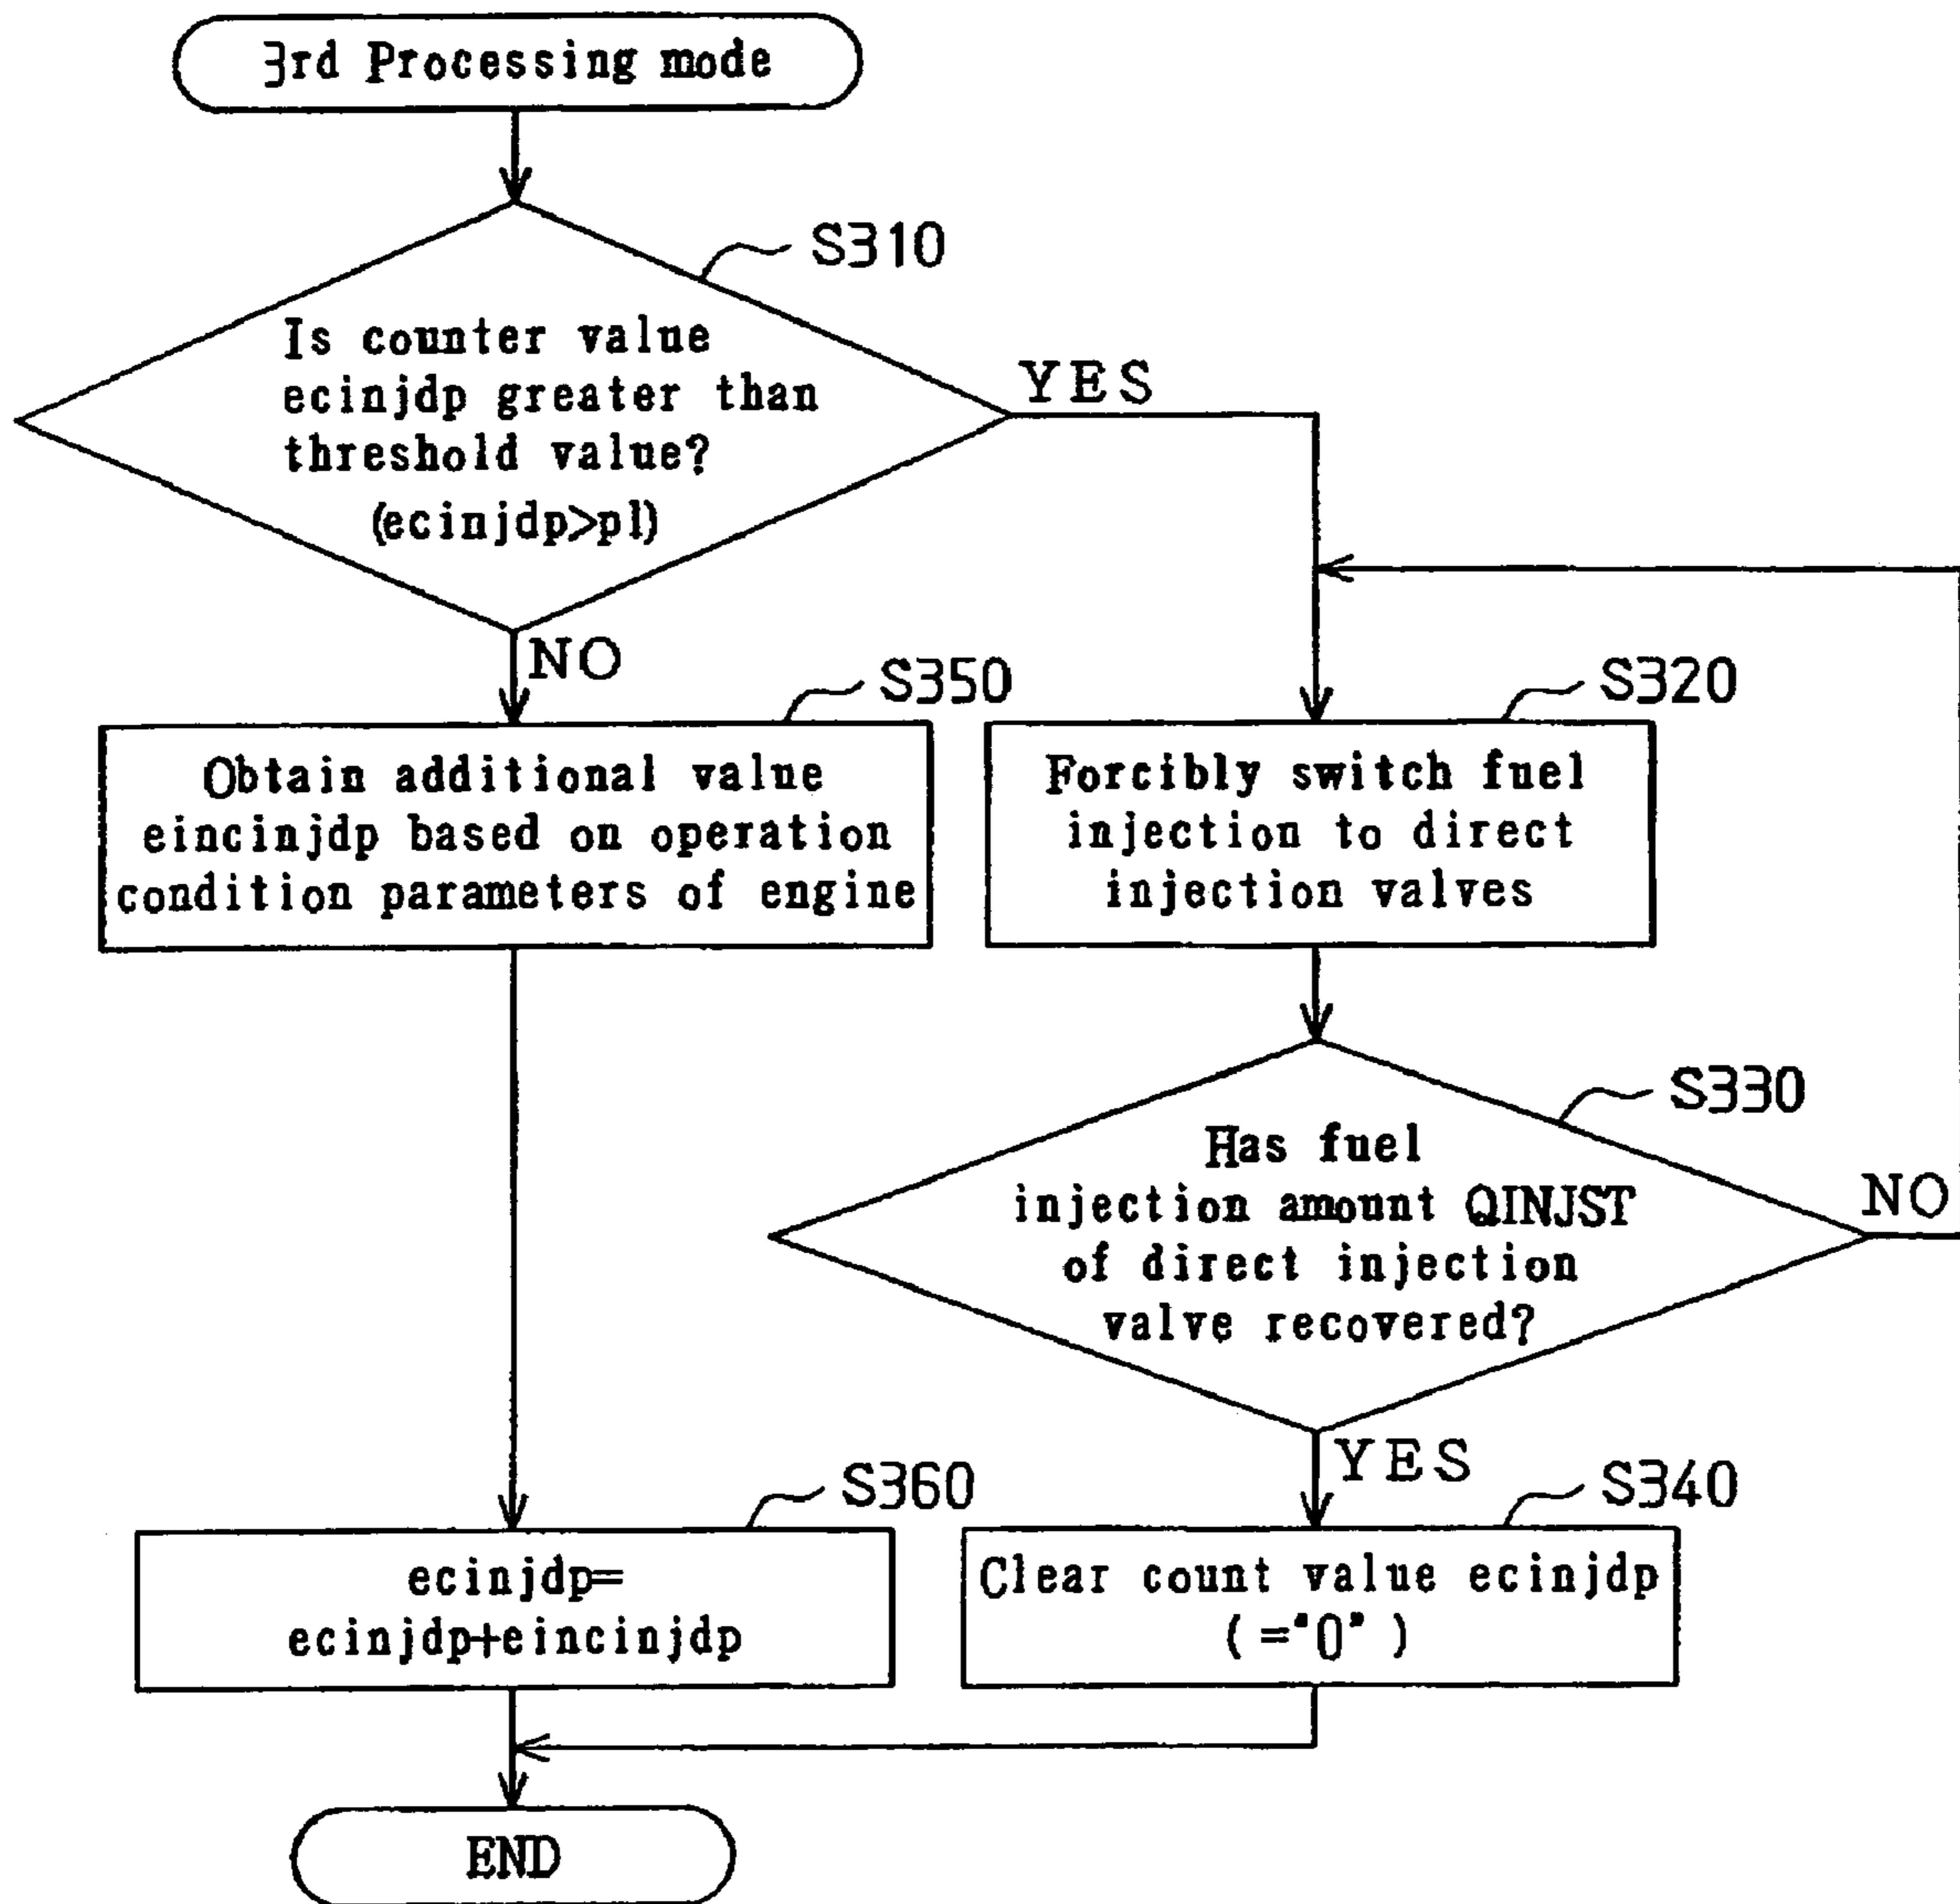 3rd Processing mode
S310
Is counter value
ecinjdp greater than
threshold value?
(ecinjdp>pl)
YES
NO
S350
Obtain additional value
eincinjdp based on operation
condition parameters of engine
S320
Forcibly switch fuel
injection to direct
injection valves
S330
Has fuel
injection amount QINJST
of direct injection
valve recovered?
NO
YES
S360
ecinjdp=
ecinjdp+eincinjdp
S340
Clear count value ecinjdp
(="0")
END